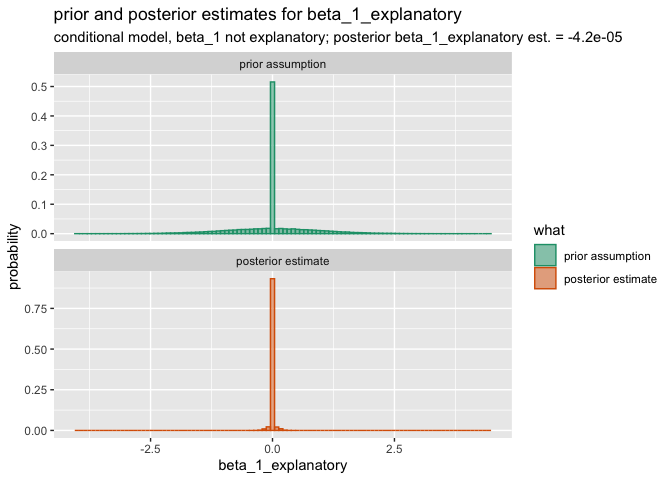 prior and posterior estimates for beta_1_explanatory
conditional model, beta_1 not explanatory; posterior beta_1_explanatory est. = -4.2e-05
prior assumption
0.5
0.4
0.3
0.2
0.1
0.0
posterior estimate
0.75
0.50
0.25
0.00
-2.5 0.0 2.5
beta_1_explanatory
probability
what
prior assumption
posterior estimate